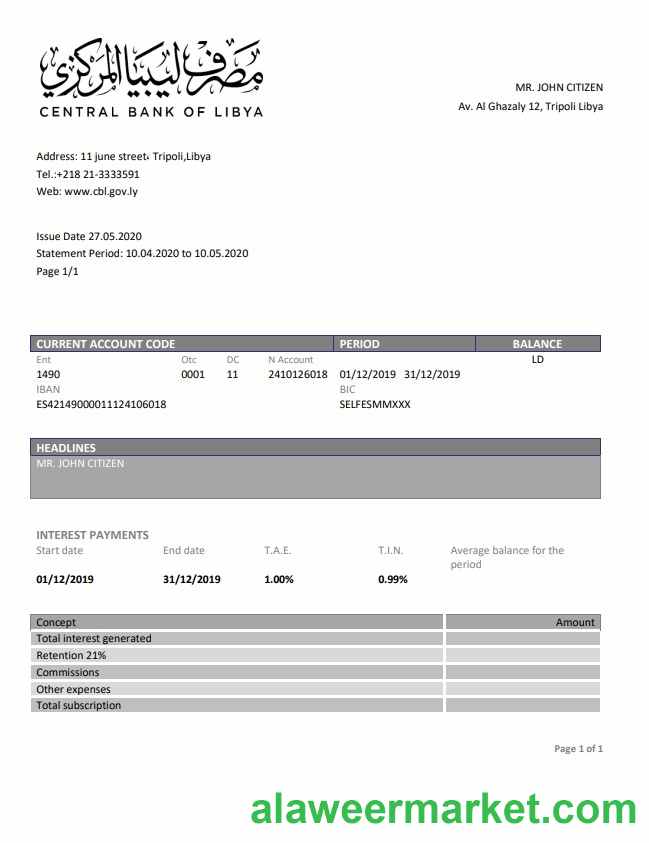 مصرف ليبيا المركزي
CENTRAL BANK OF LIBYA
MR. JOHN CITIZEN
Av. Al Ghazaly 12, Tripoli Libya
Address: 11 june street، Tripoli,Libya
Tel.:+218 21-3333591
Web: www.cbl.gov.ly
Issue Date 27.05.2020
Statement Period: 10.04.2020 to 10.05.2020
Page 1/1
CURRENT ACCOUNT CODE PERIOD BALANCE
Ent Otc DC N Account LD
1490 0001 11 2410126018 01/12/2019 31/12/2019
IBAN BIC
ES42149000011124106018 SELFESMMXXX
HEADLINES
MR. JOHN CITIZEN
INTEREST PAYMENTS
Start date End date T.A.E. T.I.N. Average balance for the
period
01/12/2019 31/12/2019 1.00% 0.99%
Concept Amount
Total interest generated
Retention 21%
Commissions
Other expenses
Total subscription
Page 1 of 1
alaweermarket.com